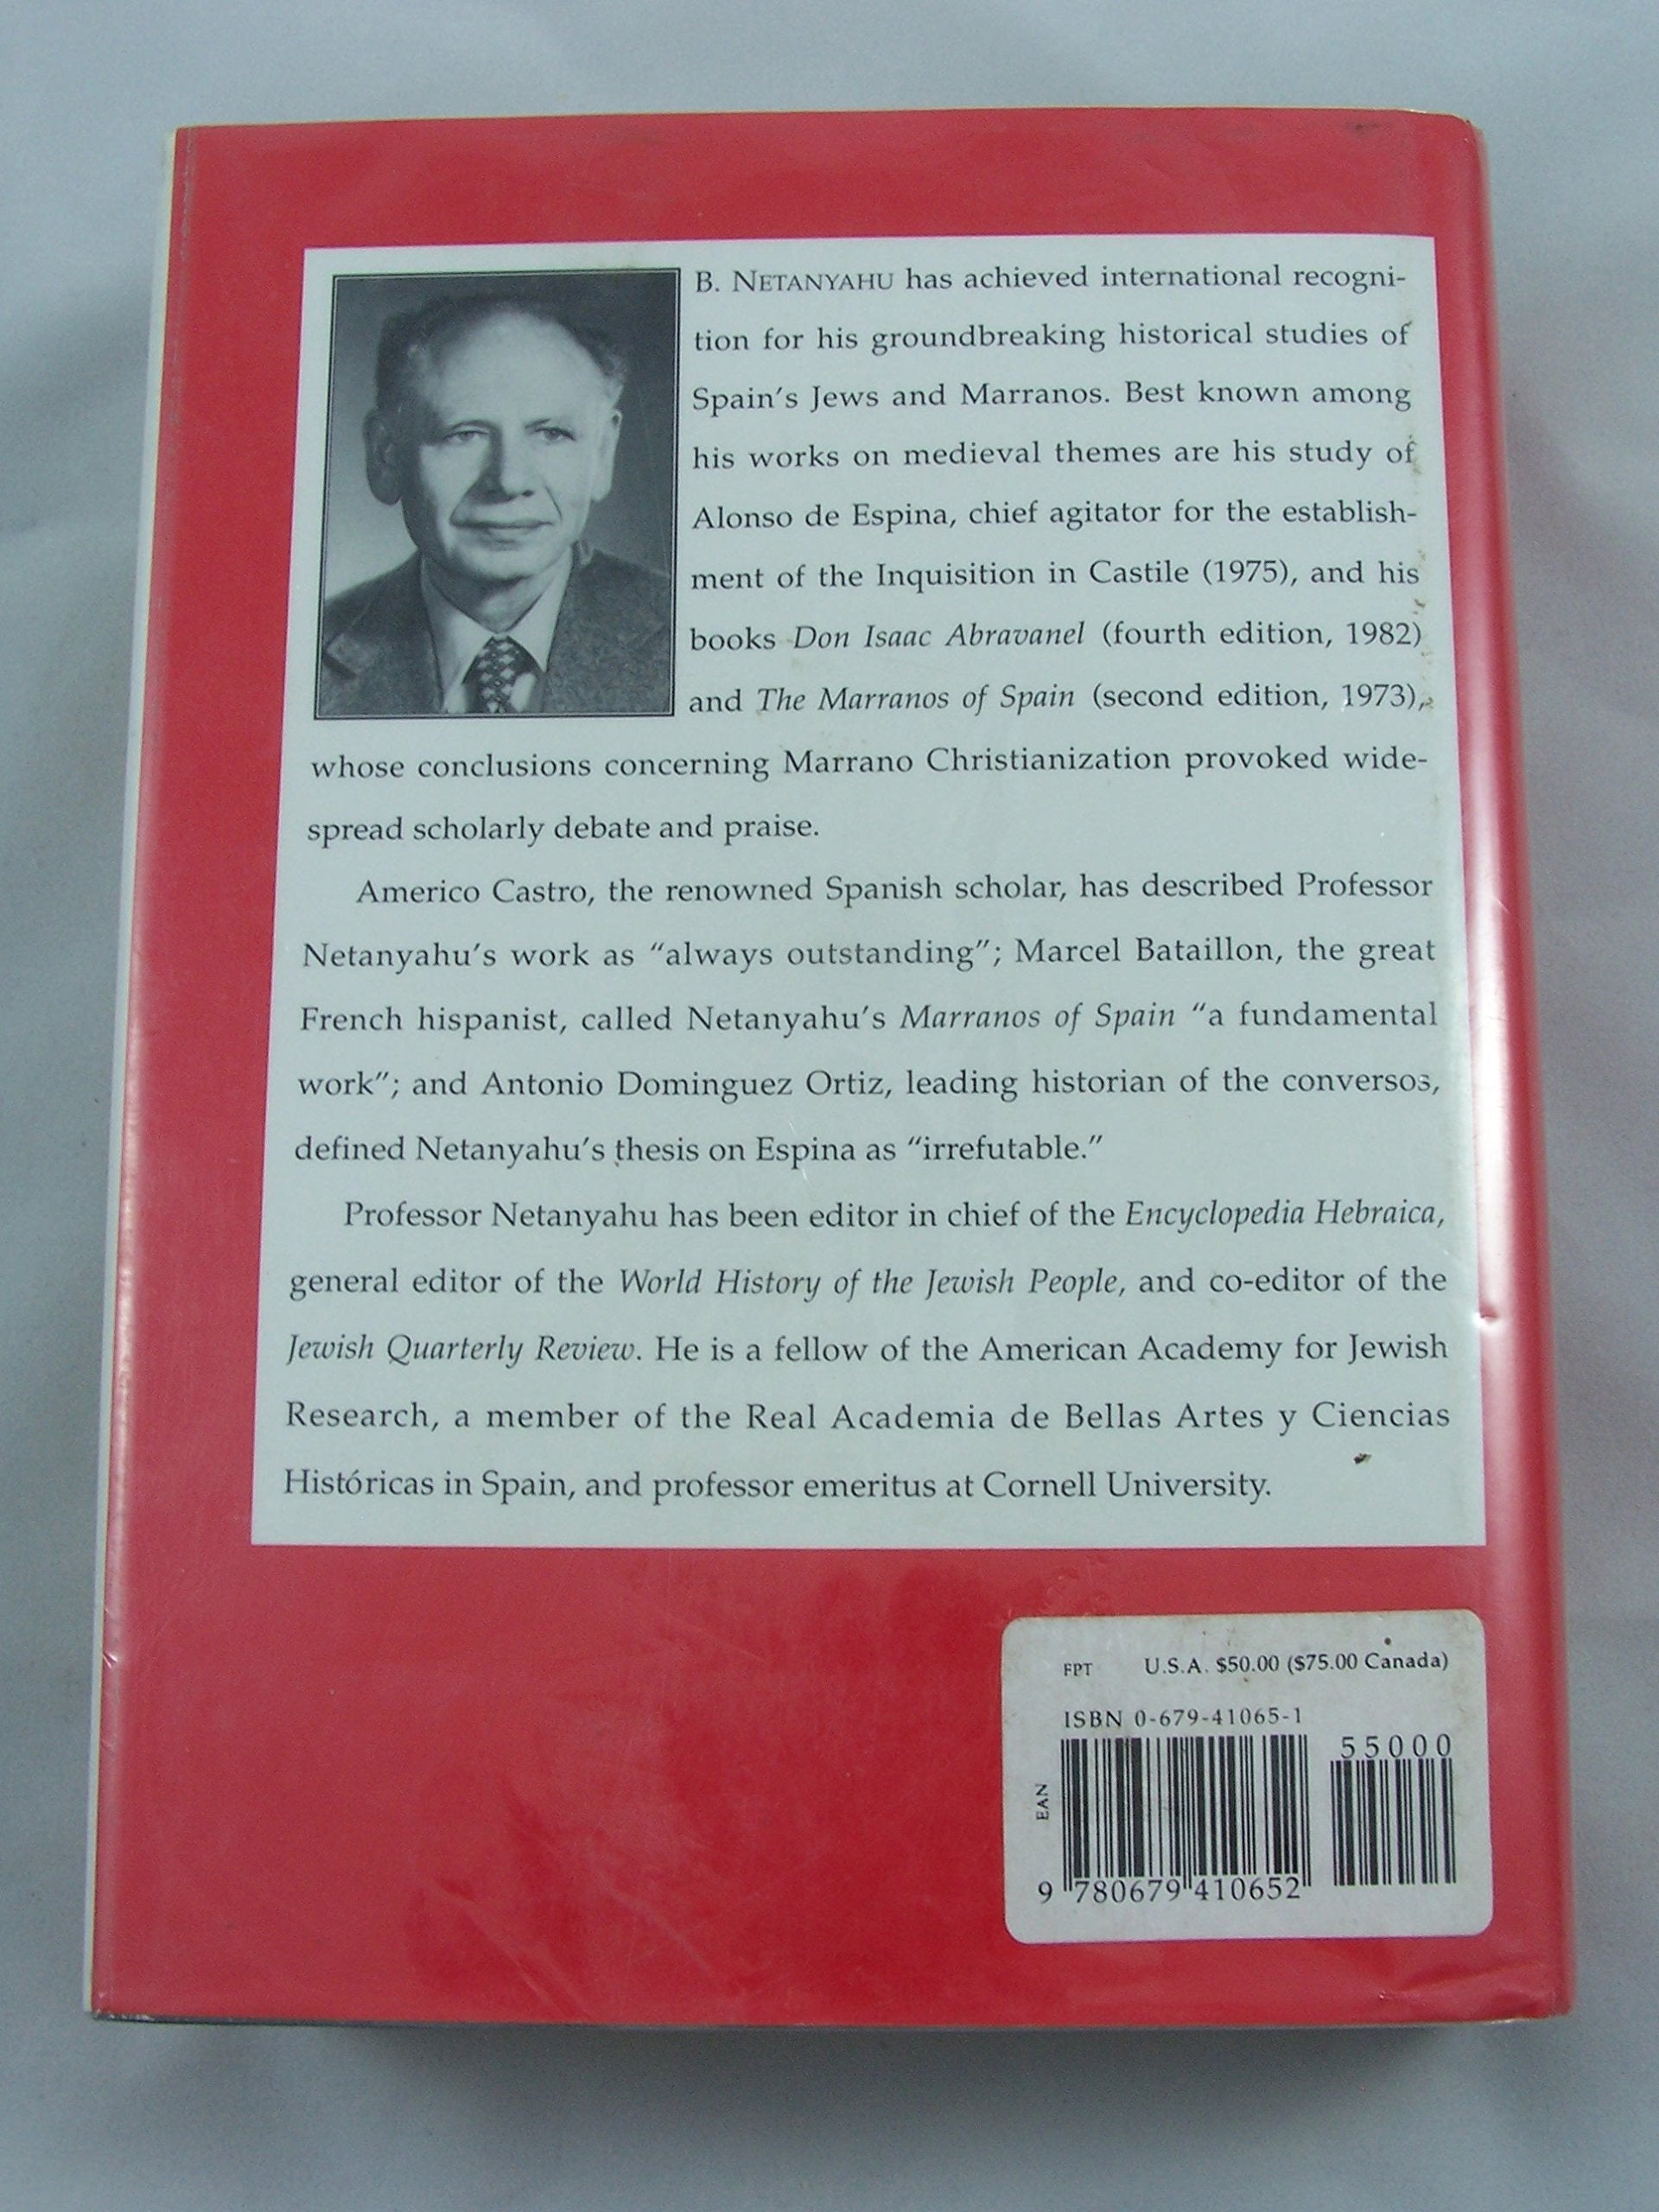 B. NETANYAHU has achieved international recogni-
tion for his groundbreaking historical studies of
Spain's Jews and Marranos. Best known among
his works on medieval themes are his study of
Alonso de Espina, chief agitator for the establish-
ment of the Inquisition in Castile (1975), and his
books Don Isaac Abravanel (fourth edition, 1982)
and The Marranos of Spain (second edition, 1973),
whose conclusions concerning Marrano Christianization provoked wide-
spread scholarly debate and praise.
Americo Castro, the renowned Spanish scholar, has described Professor
Netanyahu's work as “always outstanding”; Marcel Bataillon, the great
French hispanist, called Netanyahu's Marranos of Spain “a fundamental
work”; and Antonio Dominguez Ortiz, leading historian of the conversos,
defined Netanyahu's thesis on Espina as “irrefutable.”
Professor Netanyahu has been editor in chief of the Encyclopedia Hebraica,
general editor of the World History of the Jewish People, and co-editor of the
Jewish Quarterly Review. He is a fellow of the American Academy for Jewish
Research, a member of the Real Academia de Bellas Artes y Ciencias
Históricas in Spain, and professor emeritus at Cornell University.
FPT U.S.A. $50.00 ($75.00 Canada)
ISBN 0-679-41065-1
55000
EAN
9 780679 410652